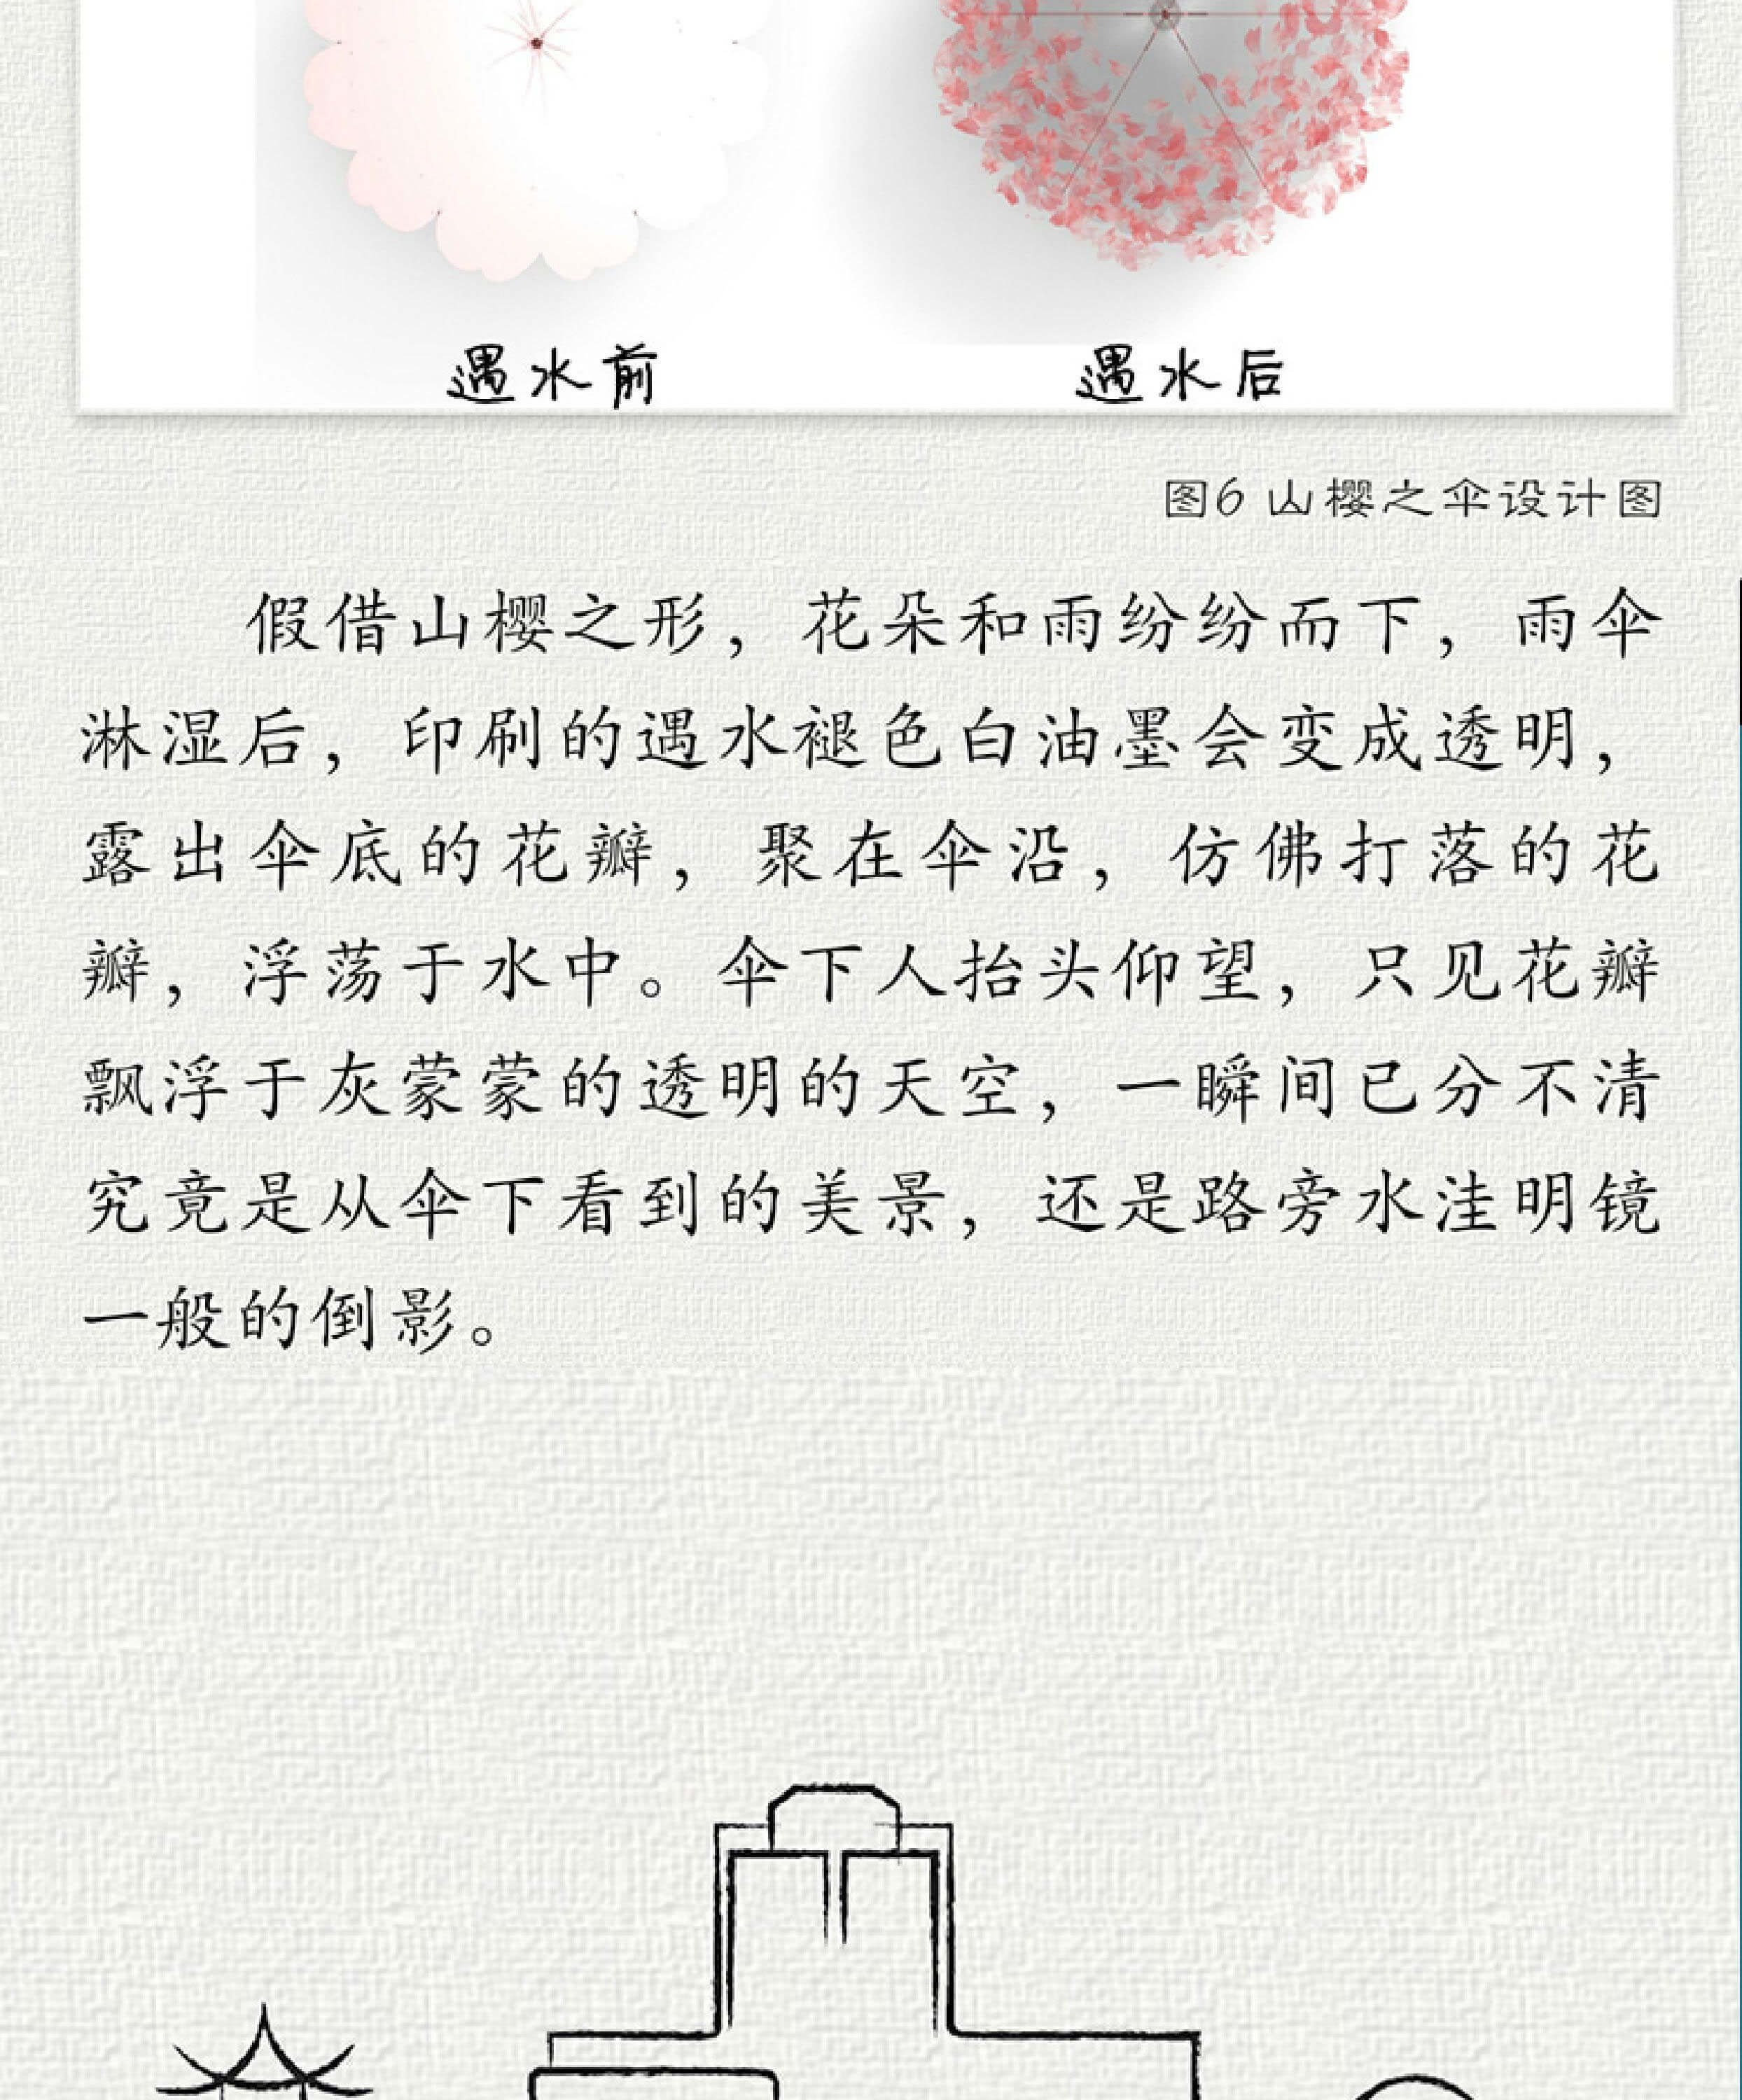 遇水前 遇水后
图6 山樱之伞设计图
假借山樱之形，花朵和雨纷纷而下，雨伞
淋湿后，印刷的遇水褪色白油墨会变成透明，
露出伞底的花瓣，聚在伞沿，仿佛打落的花
瓣，浮荡于水中。伞下人抬头仰望，只见花瓣
飘浮于灰蒙蒙的透明的天空，一瞬间已分不清
究竟是从伞下看到的美景，还是路旁水洼明镜
一般的倒影。